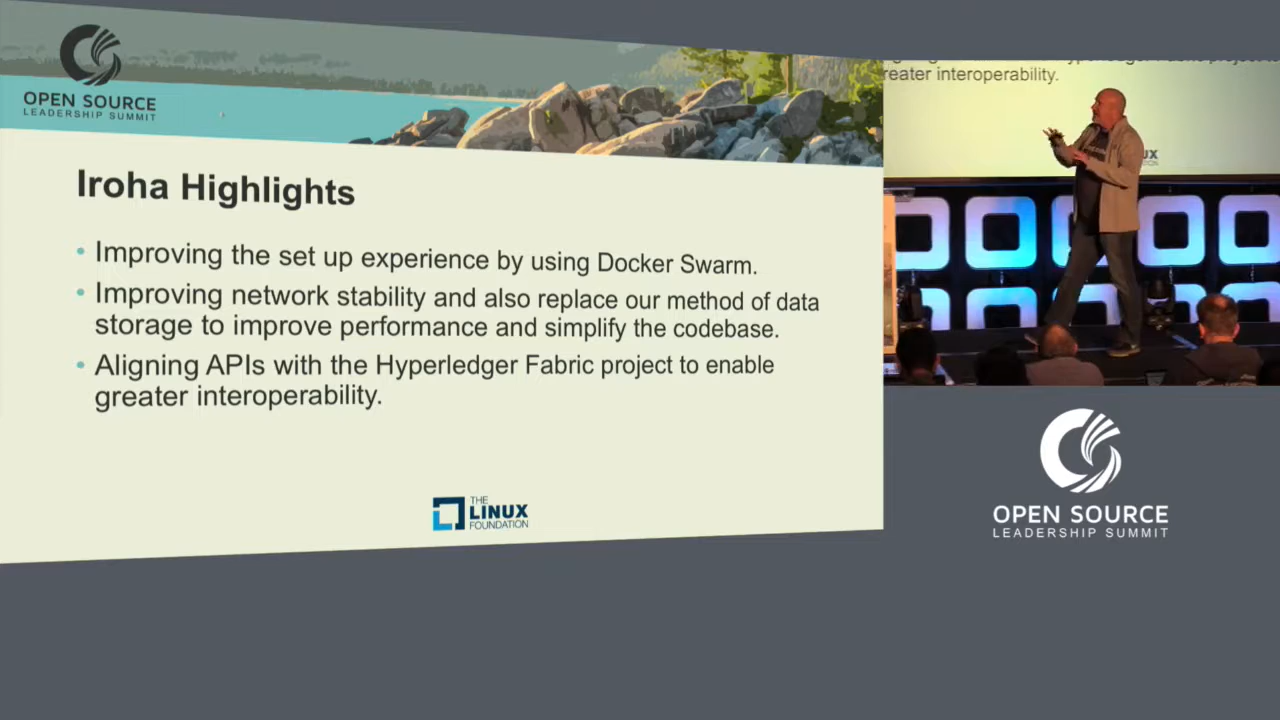 OPEN SOURCE
LEADERSHIP SUMMIT
Iroha Highlights
• Improving the set up experience by using Docker Swarm.
• Improving network stability and also replace our method of data
storage to improve performance and simplify the codebase.
• Aligning APIs with the Hyperledger Fabric project to enable
greater interoperability.
THE
LINUX
FOUNDATION
greater interoperability.
OPEN SOURCE
LEADERSHIP SUMMIT